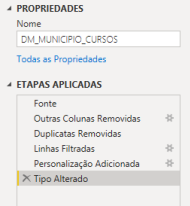 PROPRIEDADES
Nome
DM_MUNICIPIO_CURSOS
Todas as Propriedades
ETAPAS APLICADAS
Fonte
Outras Colunas Removidas
Duplicatas Removidas
Linhas Filtradas
Personalização Adicionada
Tipo Alterado